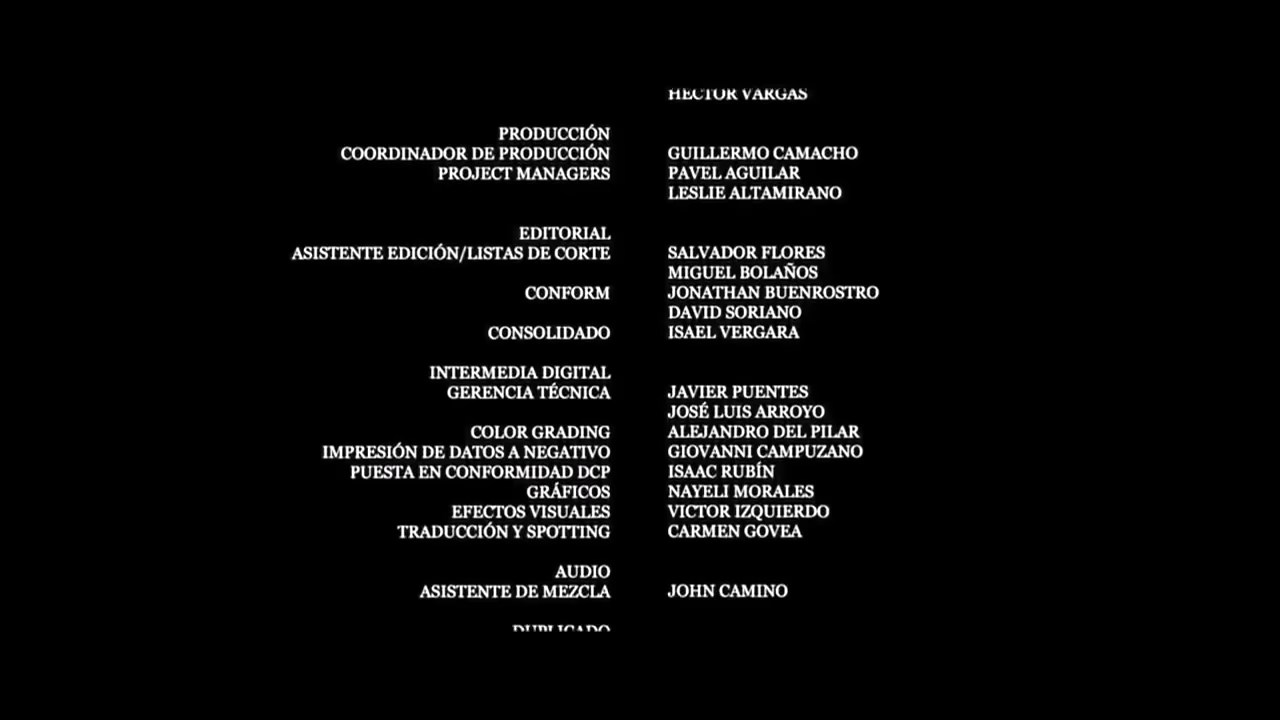 HECTOR VARGAS
PRODUCCIÓN
COORDINADOR DE PRODUCCIÓN GUILLERMO CAMACHO
PROJECT MANAGERS PAVEL AGUILAR
LESLIE ALTAMIRANO
EDITORIAL
ASISTENTE EDICIÓN/LISTAS DE CORTE SALVADOR FLORES
MIGUEL BOLAÑOS
CONFORM JONATHAN BUENROSTRO
DAVID SORIANO
CONSOLIDADO ISAEL VERGARA
INTERMEDIA DIGITAL
GERENCIA TÉCNICA JAVIER PUENTES
JOSÉ LUIS ARROYO
COLOR GRADING ALEJANDRO DEL PILAR
IMPRESIÓN DE DATOS A NEGATIVO GIOVANNI CAMPUZANO
PUESTA EN CONFORMIDAD DCP ISAAC RUBÍN
GRÁFICOS NAYELI MORALES
EFECTOS VISUALES VICTOR IZQUIERDO
TRADUCCIÓN Y SPOTTING CARMEN GOVEA
AUDIO
ASISTENTE DE MEZCLA JOHN CAMINO
DUPLICADO